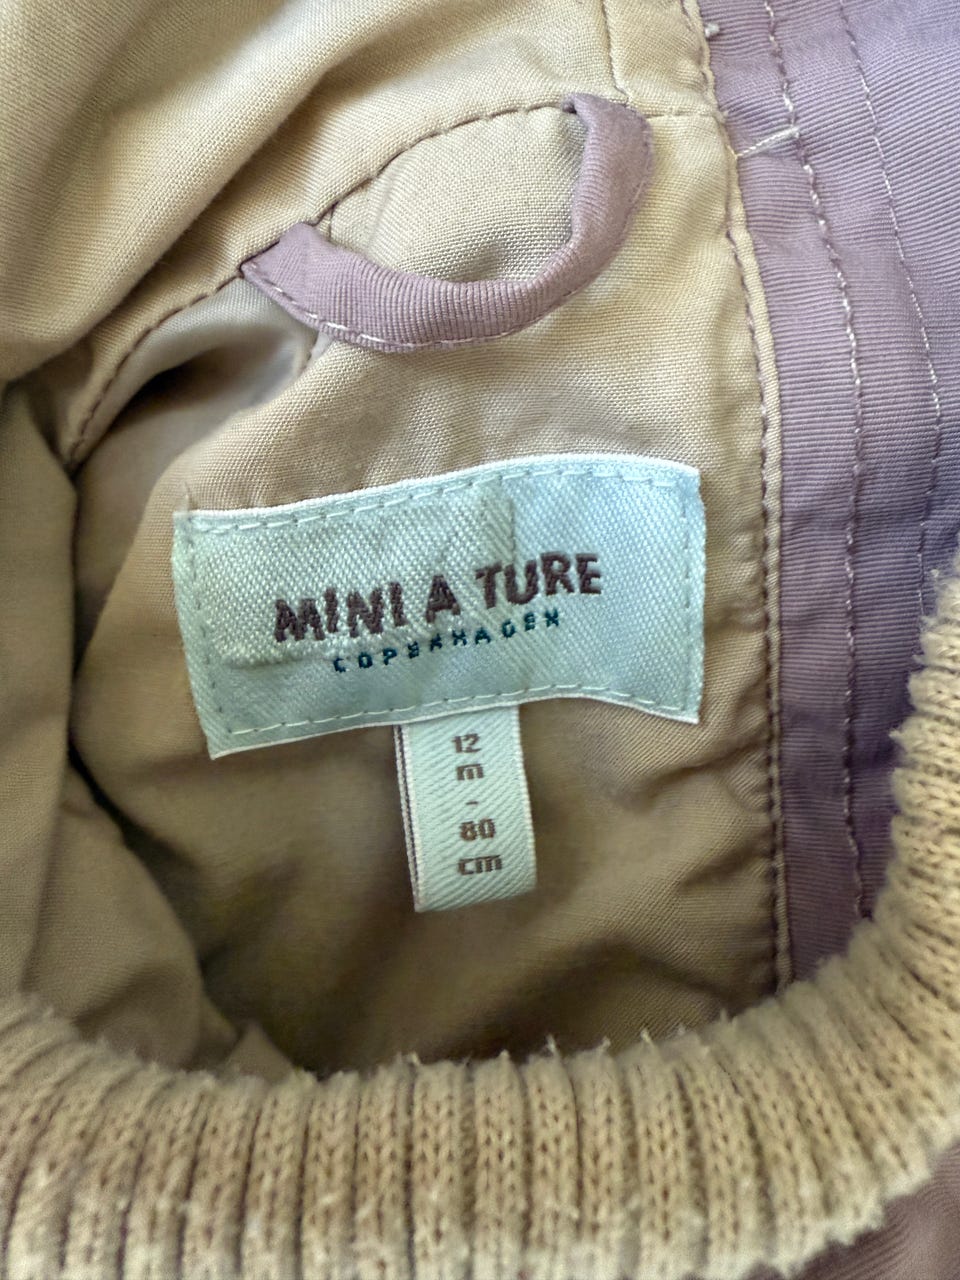 MINI A TURE
COPENHAGEN
12
m
-
80
cm